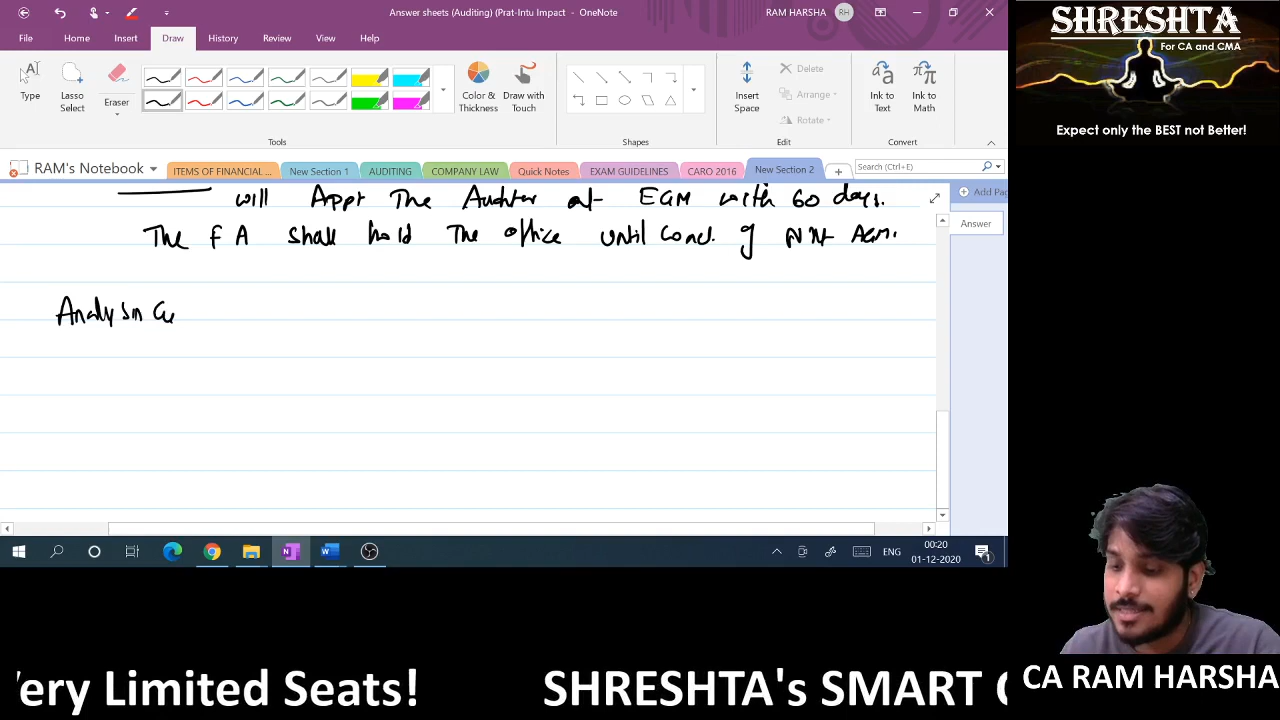 Answer sheets (Auditing) (Prat-Intu Impact - OneNote
RAM HARSHA
RH
File Home Insert Draw History Review View Help
Type
Lasso Select
Eraser
Color & Thickness
Draw with Touch
Insert Space
Delete
Arrange
Rotate
Ink to Text
Ink to Math
Tools
Shapes
Edit
Convert
RAM's Notebook
ITEMS OF FINANCIAL ...
New Section 1
AUDITING
COMPANY LAW
Quick Notes
EXAM GUIDELINES
CARO 2016
New Section 2
Search (Ctrl+E)
Add Pag
Answer
will Appt The Auditor at EGM with 60 days.
The FA shall hold The office until Concl. of AGM.
Analysis
ENG
00:20
01-12-2020
1
SHRESHTA
For CA and CMA
Expect only the BEST not Better!
CA RAM HARSHA
ery Limited Seats!
SHRESHTA's SMART